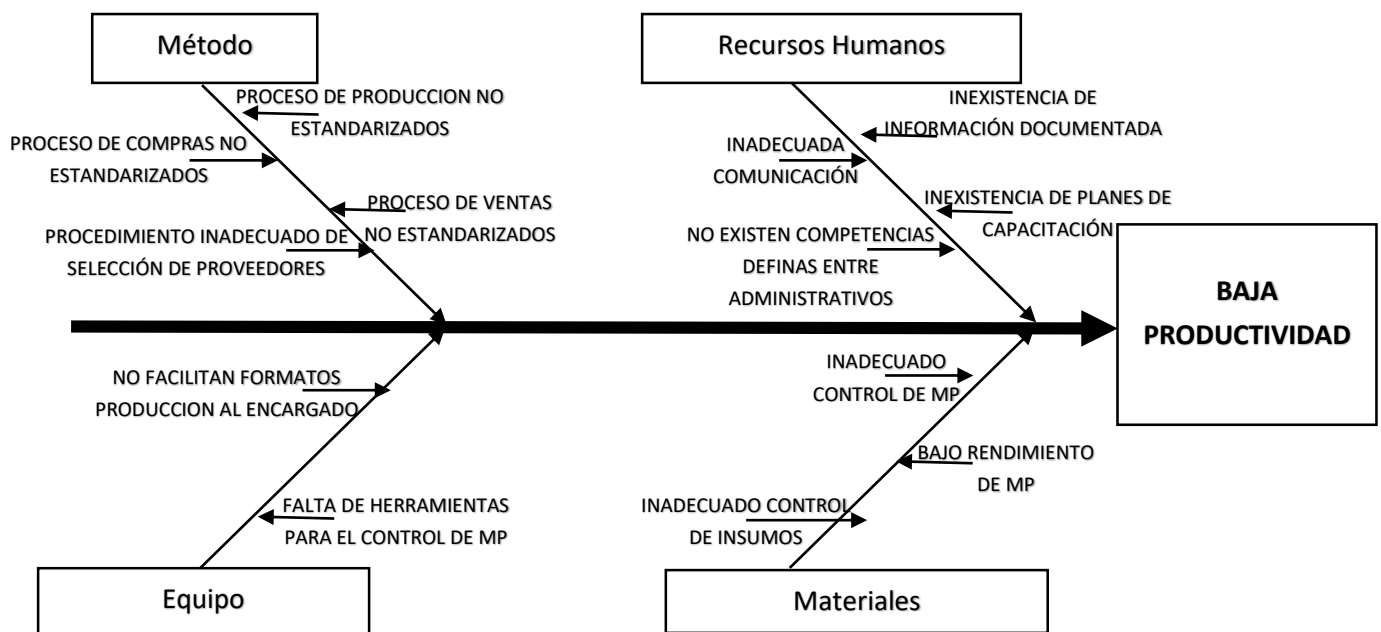 Método
PROCESO DE PRODUCCION NO
ESTANDARIZADOS
PROCESO DE COMPRAS NO
ESTANDARIZADOS
PROCESO DE VENTAS
NO ESTANDARIZADOS
PROCEDIMIENTO INADECUADO DE
SELECCIÓN DE PROVEEDORES
Recursos Humanos
INEXISTENCIA DE
INFORMACIÓN DOCUMENTADA
INADECUADA
COMUNICACIÓN
INEXISTENCIA DE PLANES DE
CAPACITACIÓN
NO EXISTEN COMPETENCIAS
DEFINAS ENTRE
ADMINISTRATIVOS
BAJA
PRODUCTIVIDAD
NO FACILITAN FORMATOS
PRODUCCION AL ENCARGADO
FALTA DE HERRAMIENTAS
PARA EL CONTROL DE MP
Equipo
INADECUADO
CONTROL DE MP
BAJO RENDIMIENTO
DE MP
INADECUADO CONTROL
DE INSUMOS
Materiales